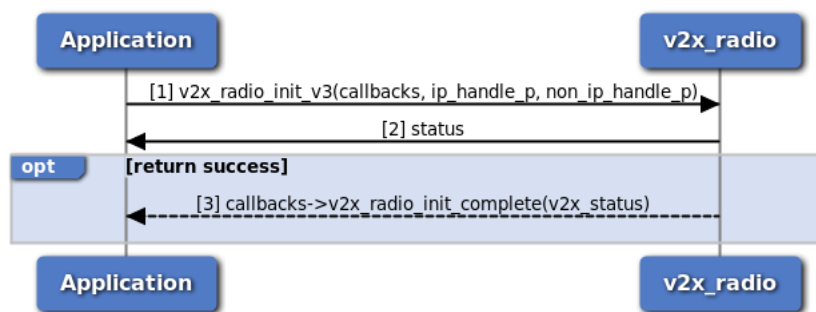 Application
v2x_radio
[1] v2x_radio_init_v3(callbacks, ip_handle_p, non_ip_handle_p)
[2] status
opt
[return success]
[3] callbacks->v2x_radio_init_complete(v2x_status)
Application
v2x_radio